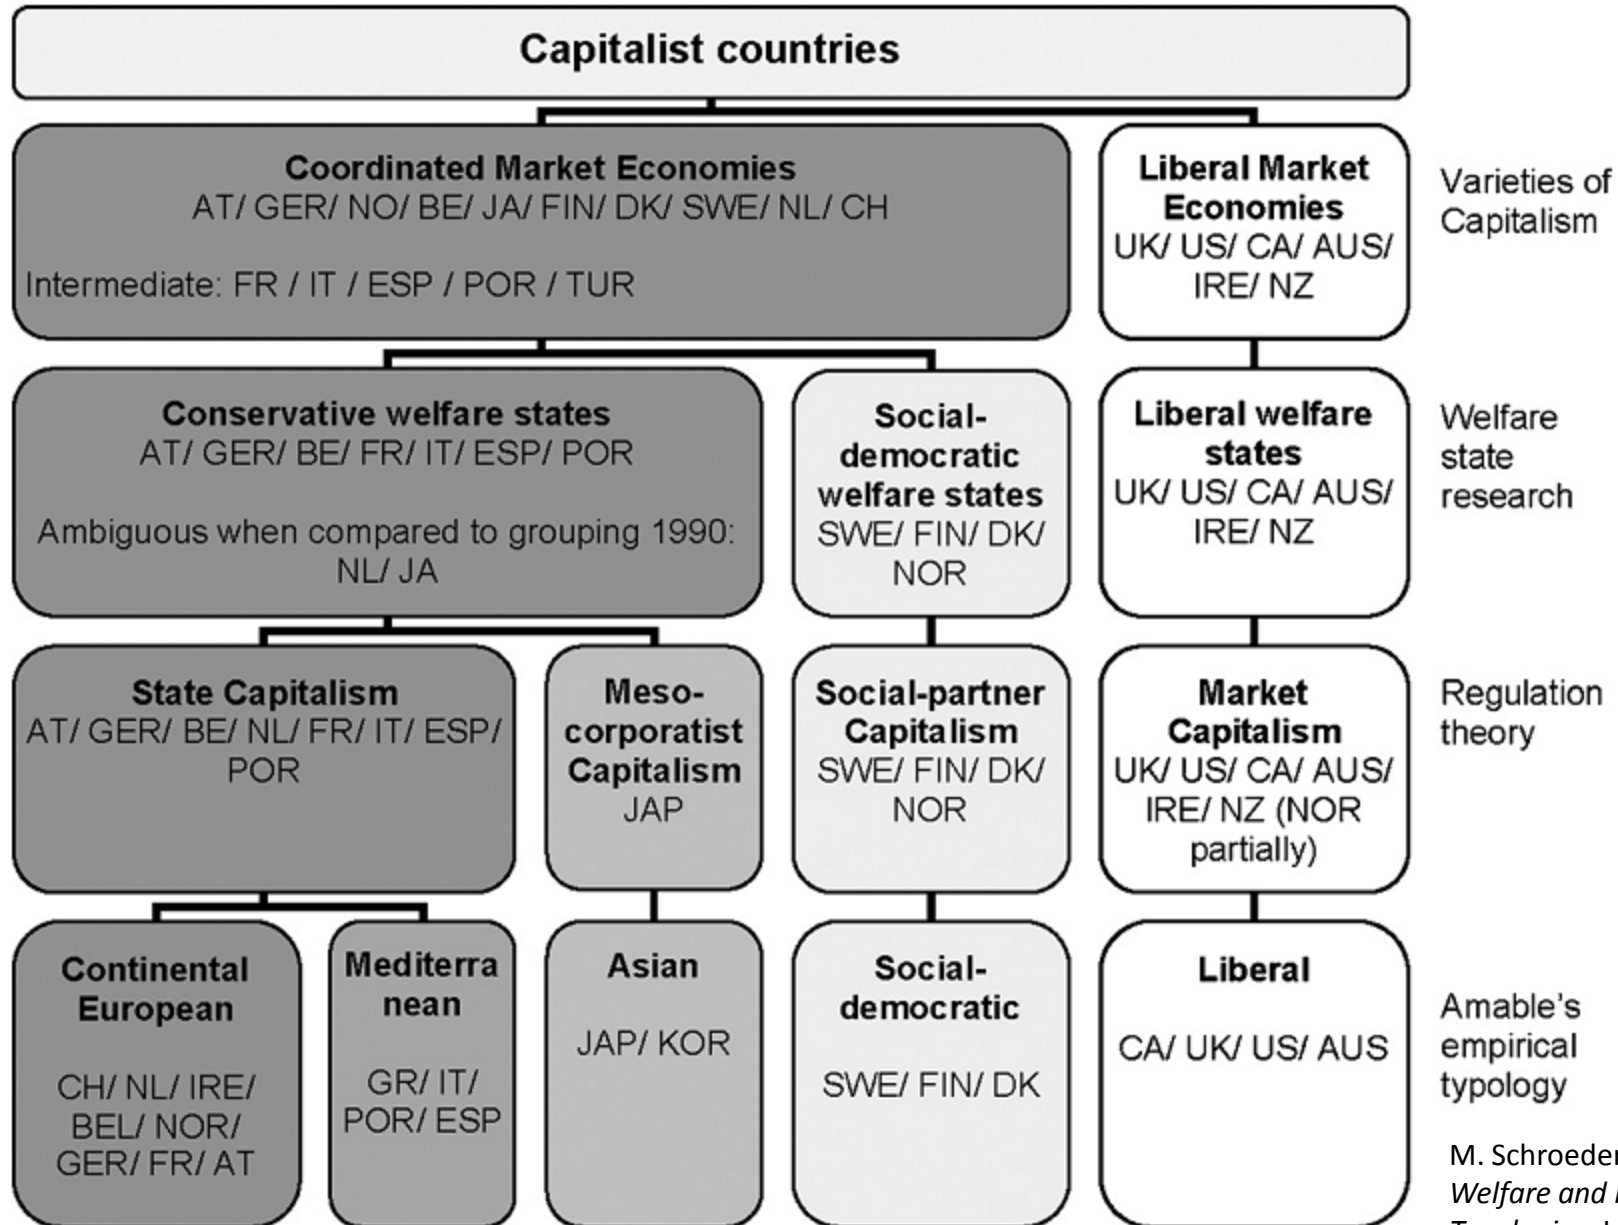 Capitalist countries
Coordinated Market Economies
AT/ GER/ NO/ BE/ JA/ FIN/ DK/ SWE/ NL/ CH
Intermediate: FR / IT / ESP / POR / TUR
Liberal Market
Economies
UK/ US/ CA/ AUS/
IRE/ NZ
Varieties of
Capitalism
Conservative welfare states
AT/ GER/ BE/ FR/ IT/ ESP/ POR
Ambiguous when compared to grouping 1990:
NL/ JA
Social-
democratic
welfare states
SWE/ FIN/ DK/
NOR
Liberal welfare
states
UK/ US/ CA/ AUS/
IRE/ NZ
Welfare
state
research
State Capitalism
AT/ GER/ BE/ NL/ FR/ IT/ ESP/
POR
Meso-
corporatist
Capitalism
JAP
Social-partner
Capitalism
SWE/ FIN/ DK/
NOR
Market
Capitalism
UK/ US/ CA/ AUS/
IRE/ NZ (NOR
partially)
Regulation
theory
Continental
European
CH/ NL/ IRE/
BEL/ NOR/
GER/ FR/ AT
Mediterra
nean
GR/ IT/
POR/ ESP
Asian
JAP/ KOR
Social-
democratic
SWE/ FIN/ DK
Liberal
CA/ UK/ US/ AUS
Amable's
empirical
typology
M. Schroeder
Welfare and